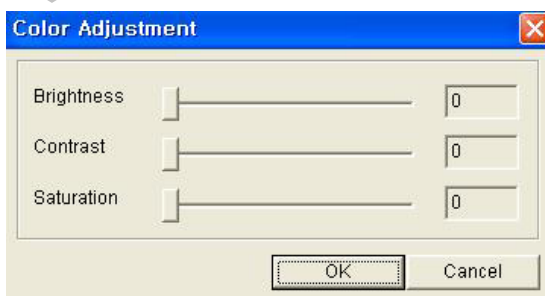 Color Adjustment
Brightness 0
Contrast 0
Saturation 0
OK Cancel